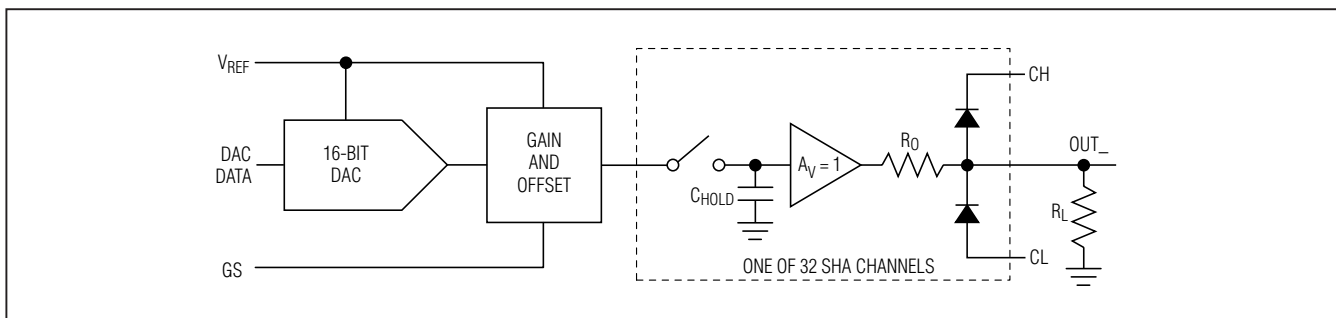 VREF
DAC
DATA
16-BIT
DAC
GAIN
AND
OFFSET
GS
CHOLD
AV = 1
RO
CH
OUT_
RL
CL
ONE OF 32 SHA CHANNELS